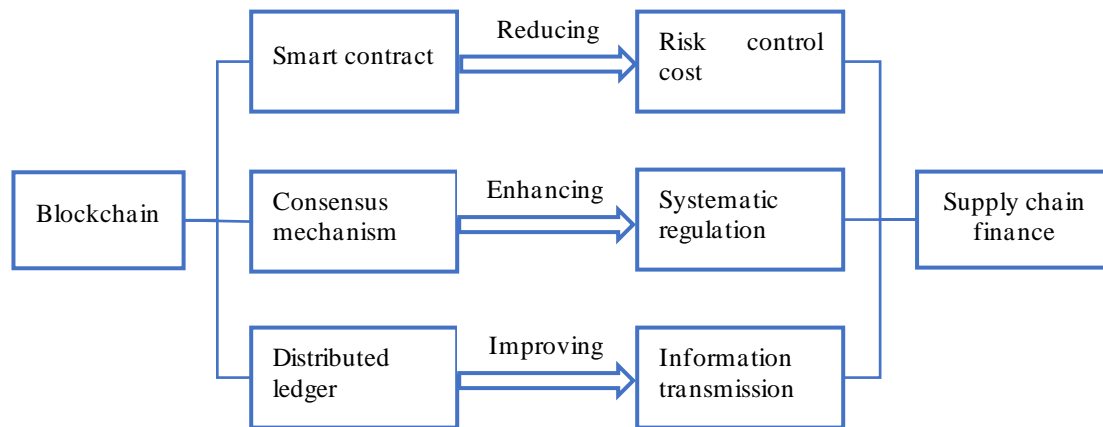 Reducing
Smart contract
Risk control
cost
Blockchain
Enhancing
Consensus
mechanism
Systematic
regulation
Supply chain
finance
Improving
Distributed
ledger
Information
transmission